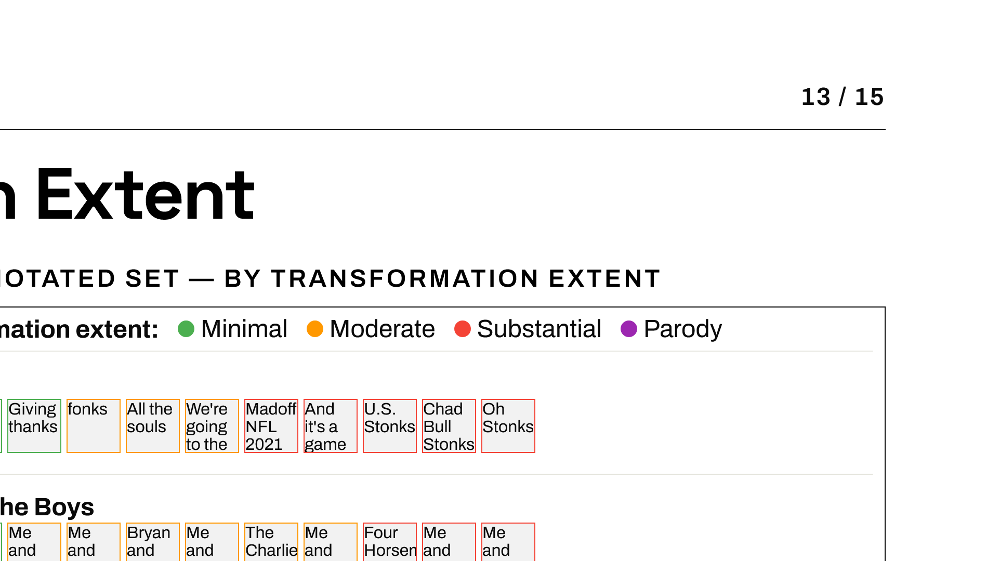 13 / 15
n Extent
NOTATED SET — BY TRANSFORMATION EXTENT
mation extent: Minimal Moderate Substantial Parody
Giving thanks
fonks
All the souls
We're going to the
Madoff NFL 2021
And it's a game
U.S. Stonks
Chad Bull Stonks
Oh Stonks
he Boys
Me and
Me and
Bryan and
Me and
The Charlie
Me and
Four Horsen
Me and
Me and